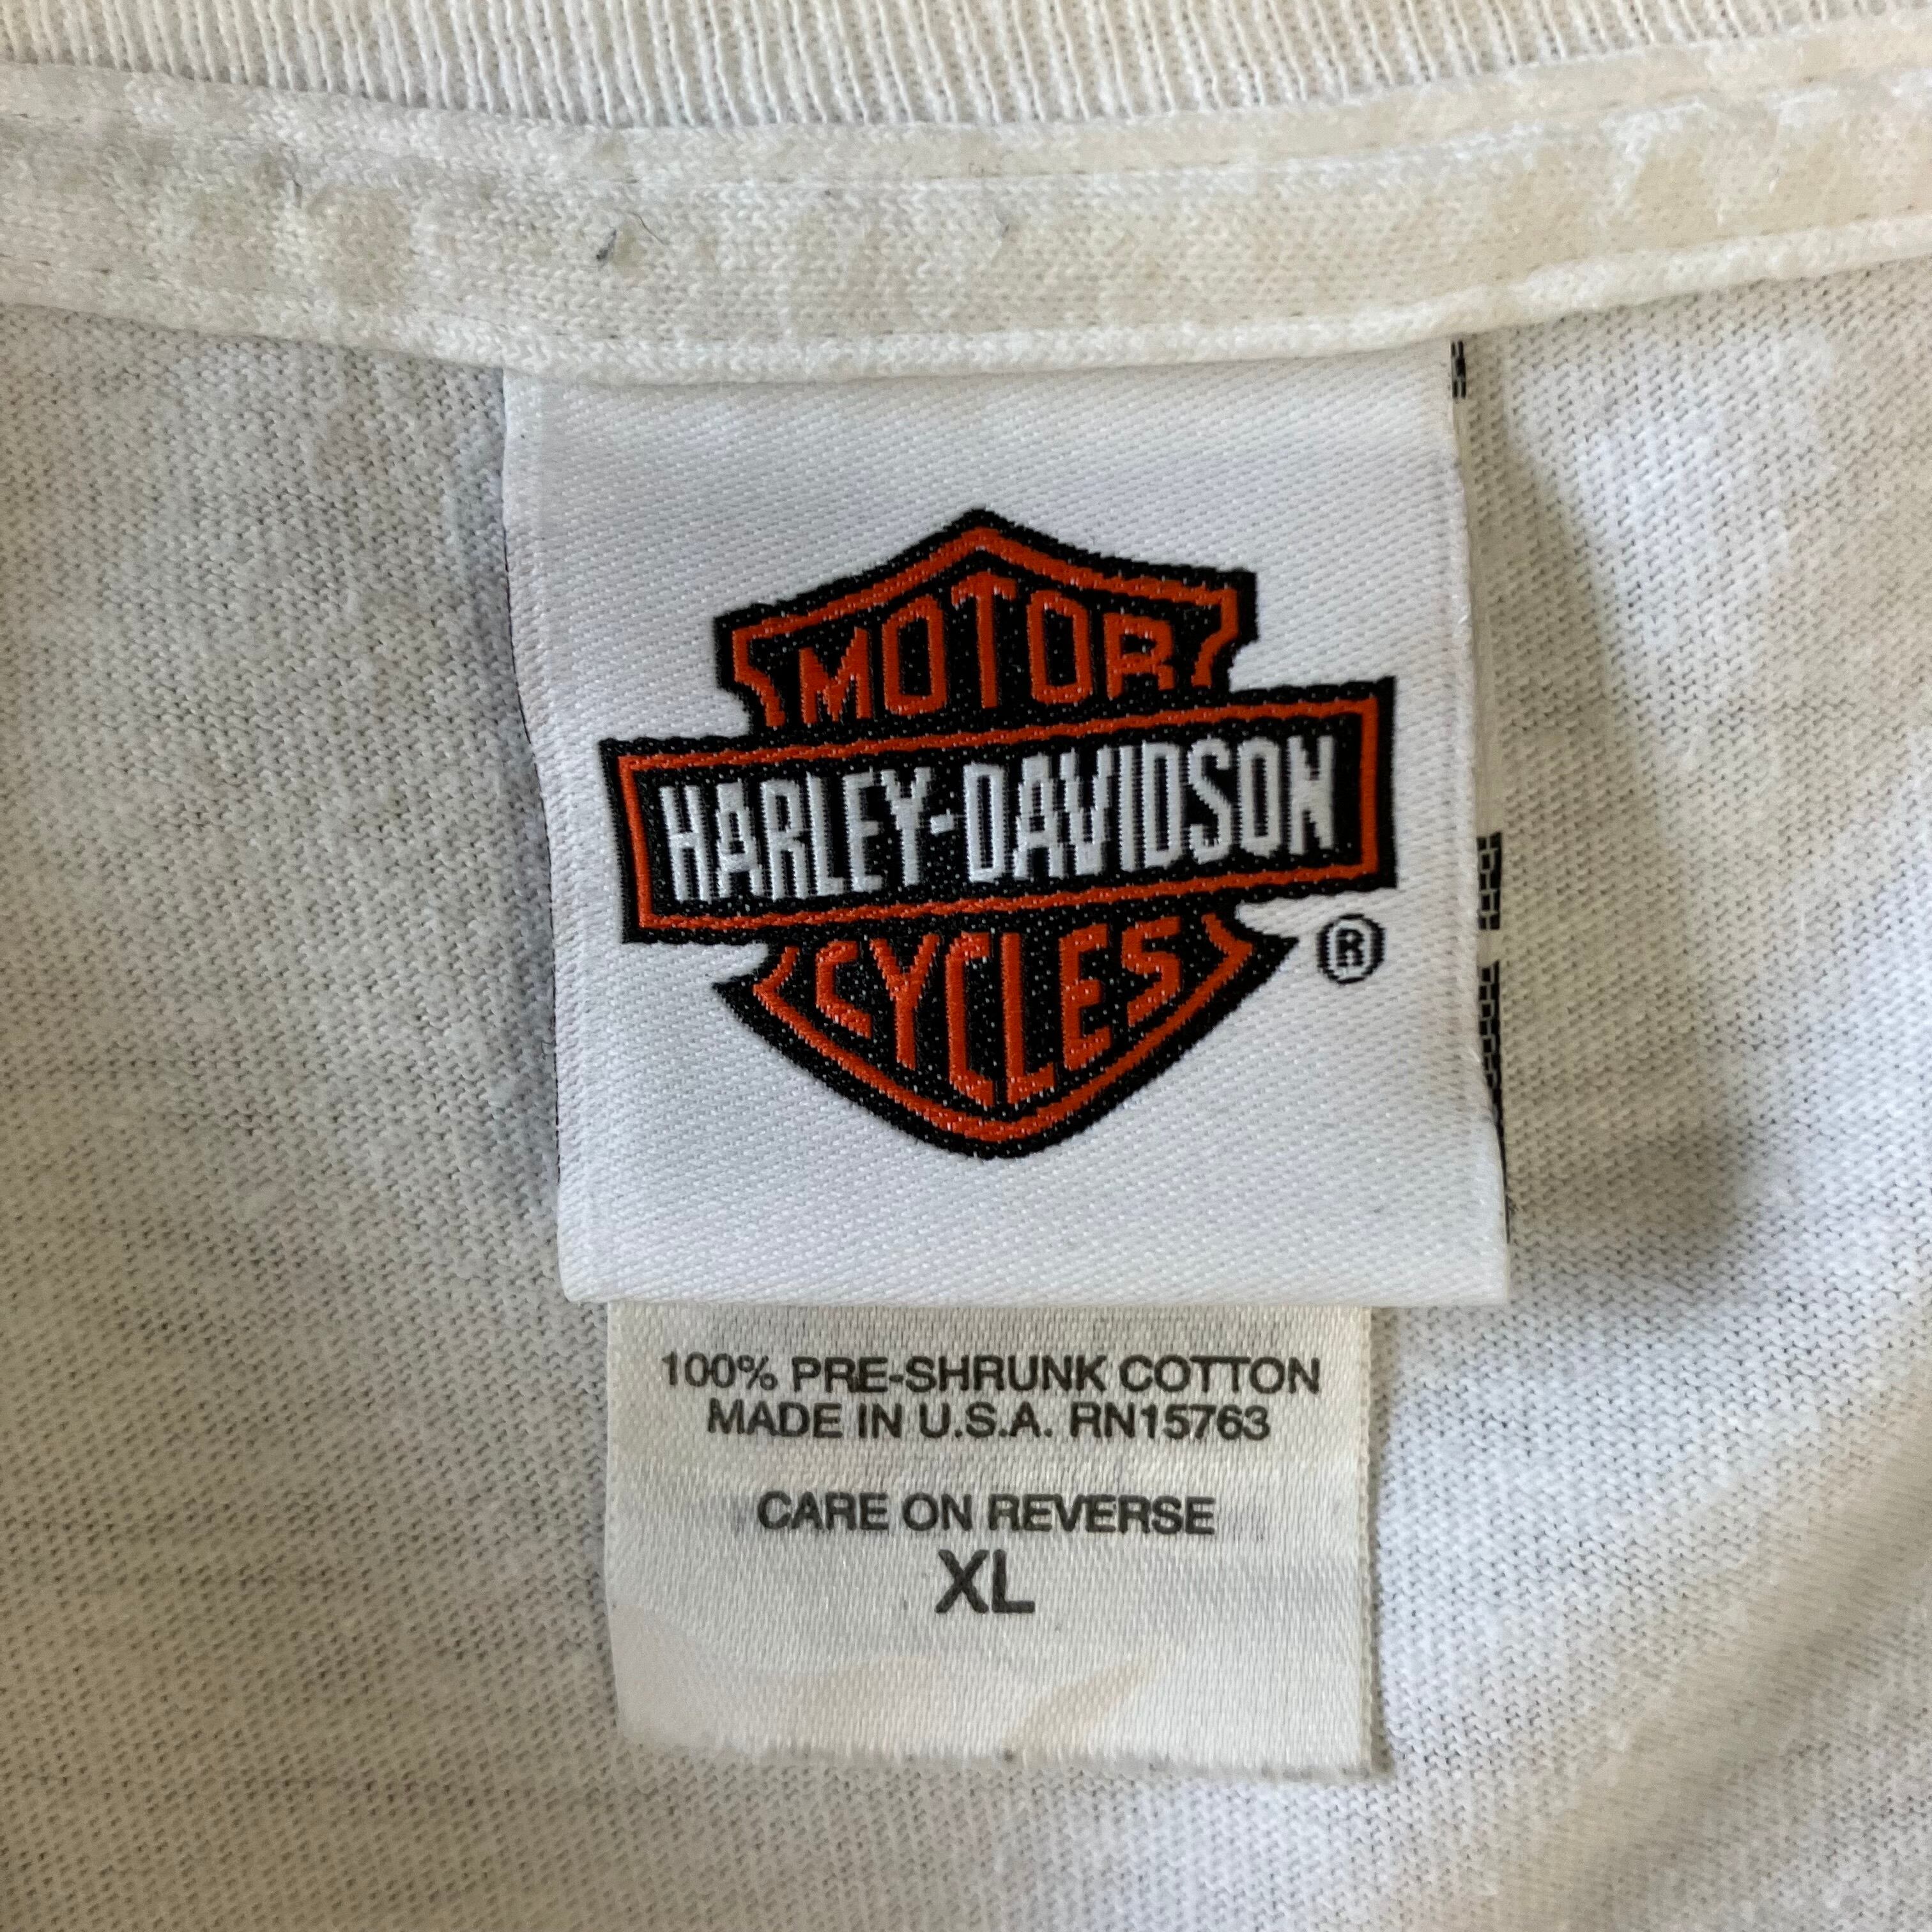 MOTOR
HARLEY-DAVIDSON
CYCLES
®
100% PRE-SHRUNK COTTON
MADE IN U.S.A. RN15763
CARE ON REVERSE
XL